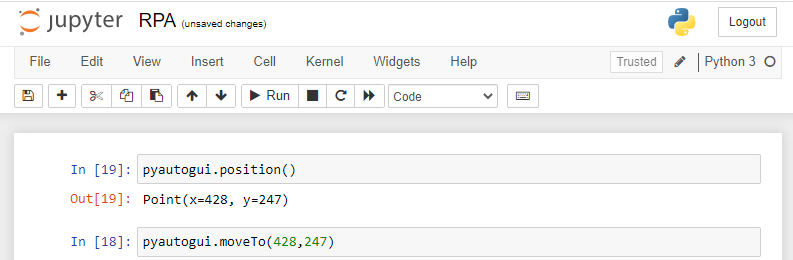 jupyter RPA (unsaved changes) Logout
File Edit View Insert Cell Kernel Widgets Help Trusted Python 3
Run Code
In [19]: pyautogui.position()
Out[19]: Point(x=428, y=247)
In [18]: pyautogui.moveTo(428,247)